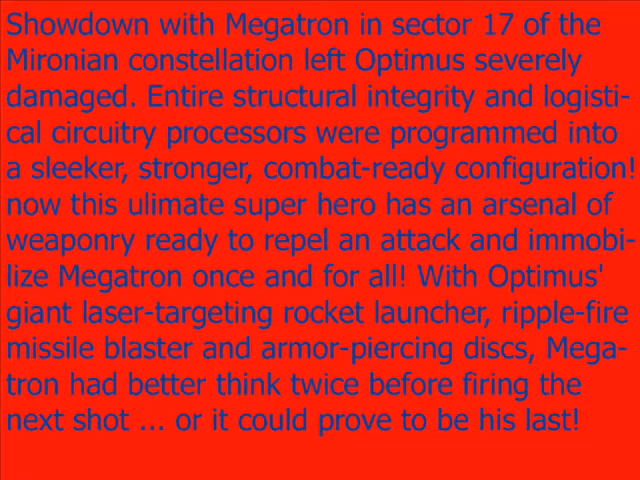 Showdown with Megatron in sector 17 of the
Mironian constellation left Optimus severely
damaged. Entire structural integrity and logisti-
cal circuitry processors were programmed into
a sleeker, stronger, combat-ready configuration!
now this ulimate super hero has an arsenal of
weaponry ready to repel an attack and immobi-
lize Megatron once and for all! With Optimus'
giant laser-targeting rocket launcher, ripple-fire
missile blaster and armor-piercing discs, Mega-
tron had better think twice before firing the
next shot ... or it could prove to be his last!